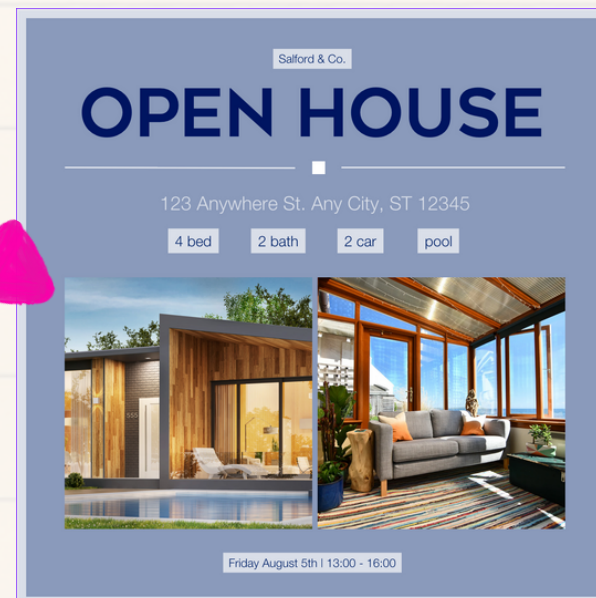 Salford & Co.
OPEN HOUSE
123 Anywhere St. Any City, ST 12345
4 bed 2 bath 2 car pool
555
Friday August 5th | 13:00 - 16:00